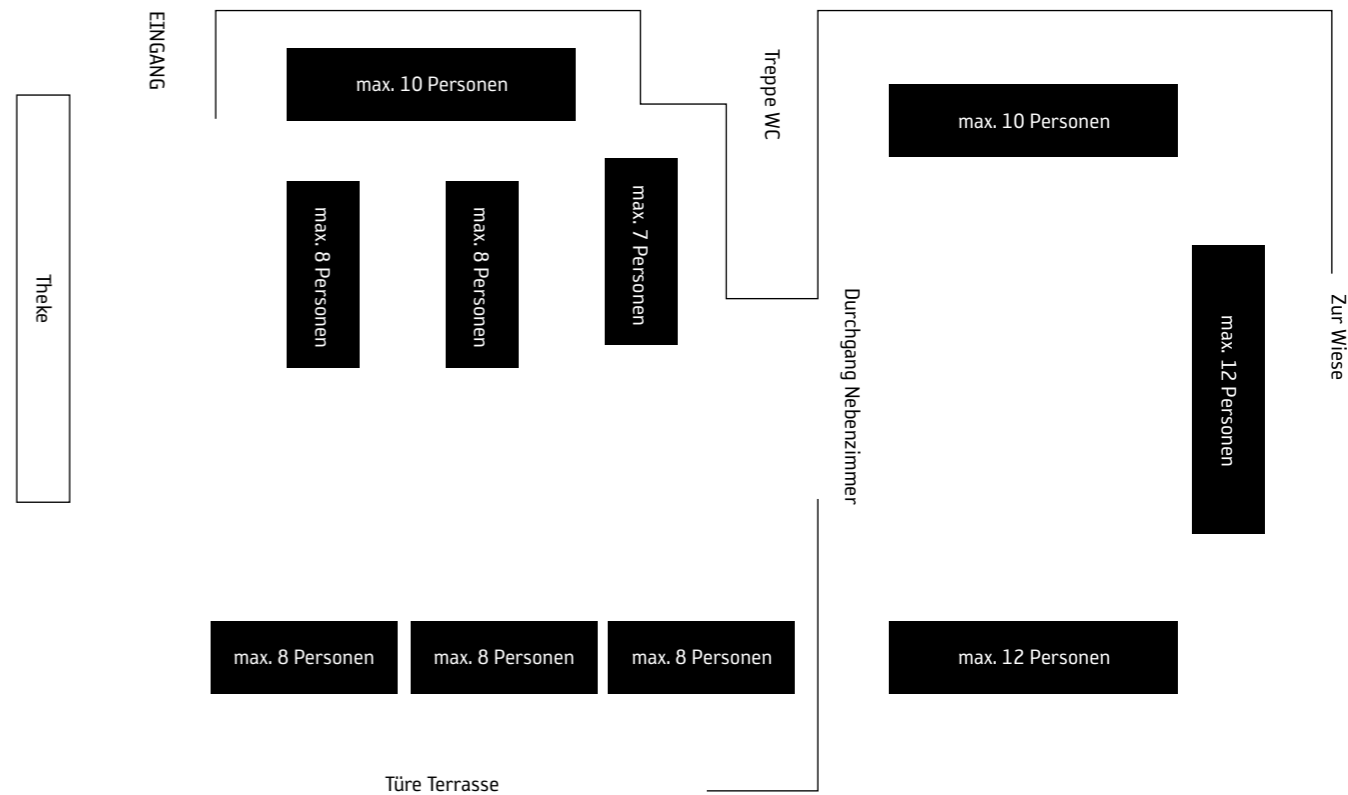 EINGANG
max. 10 Personen
Treppe WC
max. 10 Personen
max. 8 Personen
max. 8 Personen
max. 7 Personen
Theke
Durchgang Nebenzimmer
max. 12 Personen
Zur Wiese
max. 8 Personen
max. 8 Personen
max. 8 Personen
max. 12 Personen
Türe Terrasse